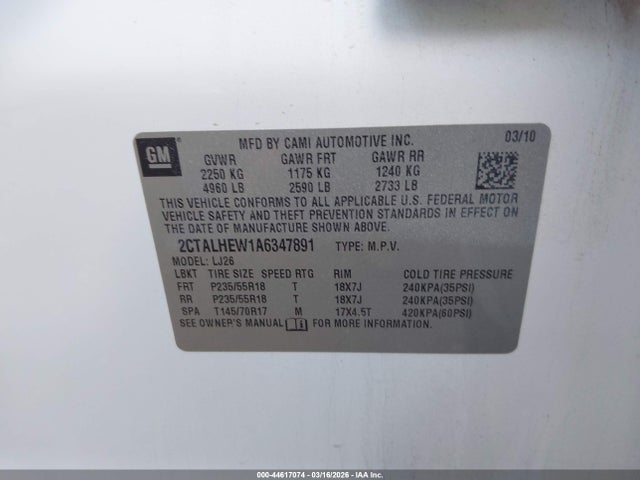 GM
MFD BY CAMI AUTOMOTIVE INC. 03/10
GVWR GAWR FRT GAWR RR
2250 KG 1175 KG 1240 KG
4960 LB 2590 LB 2733 LB
THIS VEHICLE CONFORMS TO ALL APPLICABLE U.S. FEDERAL MOTOR
VEHICLE SAFETY AND THEFT PREVENTION STANDARDS IN EFFECT ON
THE DATE OF MANUFACTURE SHOWN ABOVE.
2CTALHEW1A6347891 TYPE: M.P.V.
MODEL: LJ26
LBKT TIRE SIZE SPEED RTG RIM COLD TIRE PRESSURE
FRT P235/55R18 T 18X7J 240KPA(35PSI)
RR P235/55R18 T 18X7J 240KPA(35PSI)
SPA T145/70R17 M 17X4.5T 420KPA(60PSI)
SEE OWNER'S MANUAL FOR MORE INFORMATION.
000-44617074 | 03/16/2026 - IAA Inc.